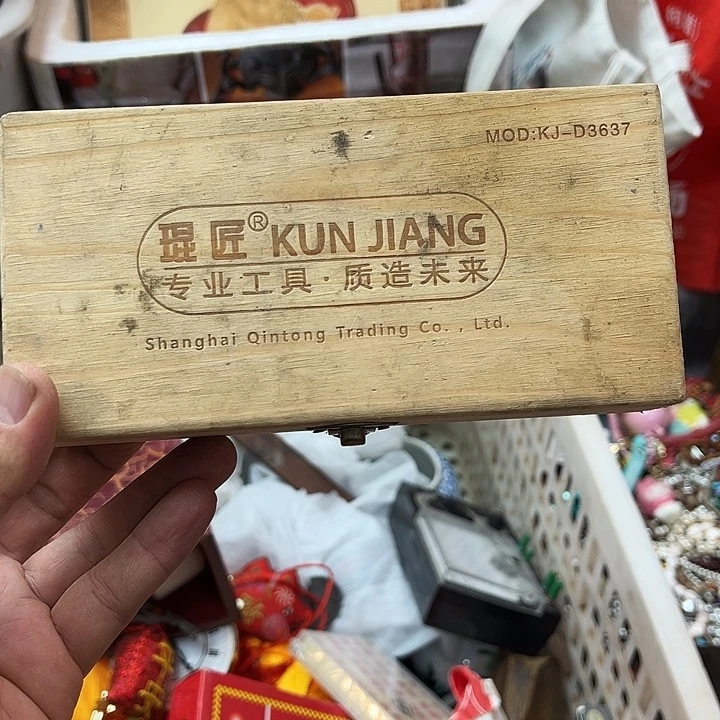 MOD:KJ-D3637
琨匠® KUN JIANG
专业工具·质造未来
Shanghai Qintong Trading Co. , Ltd.